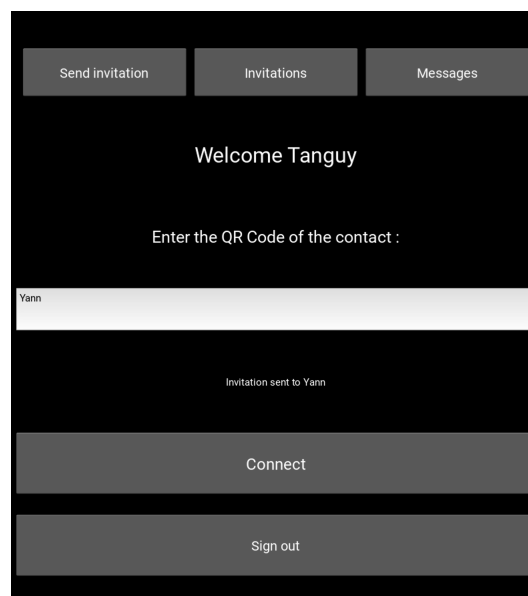 Send invitation
Invitations
Messages
Welcome Tanguy
Enter the QR Code of the contact :
Yann
Invitation sent to Yann
Connect
Sign out